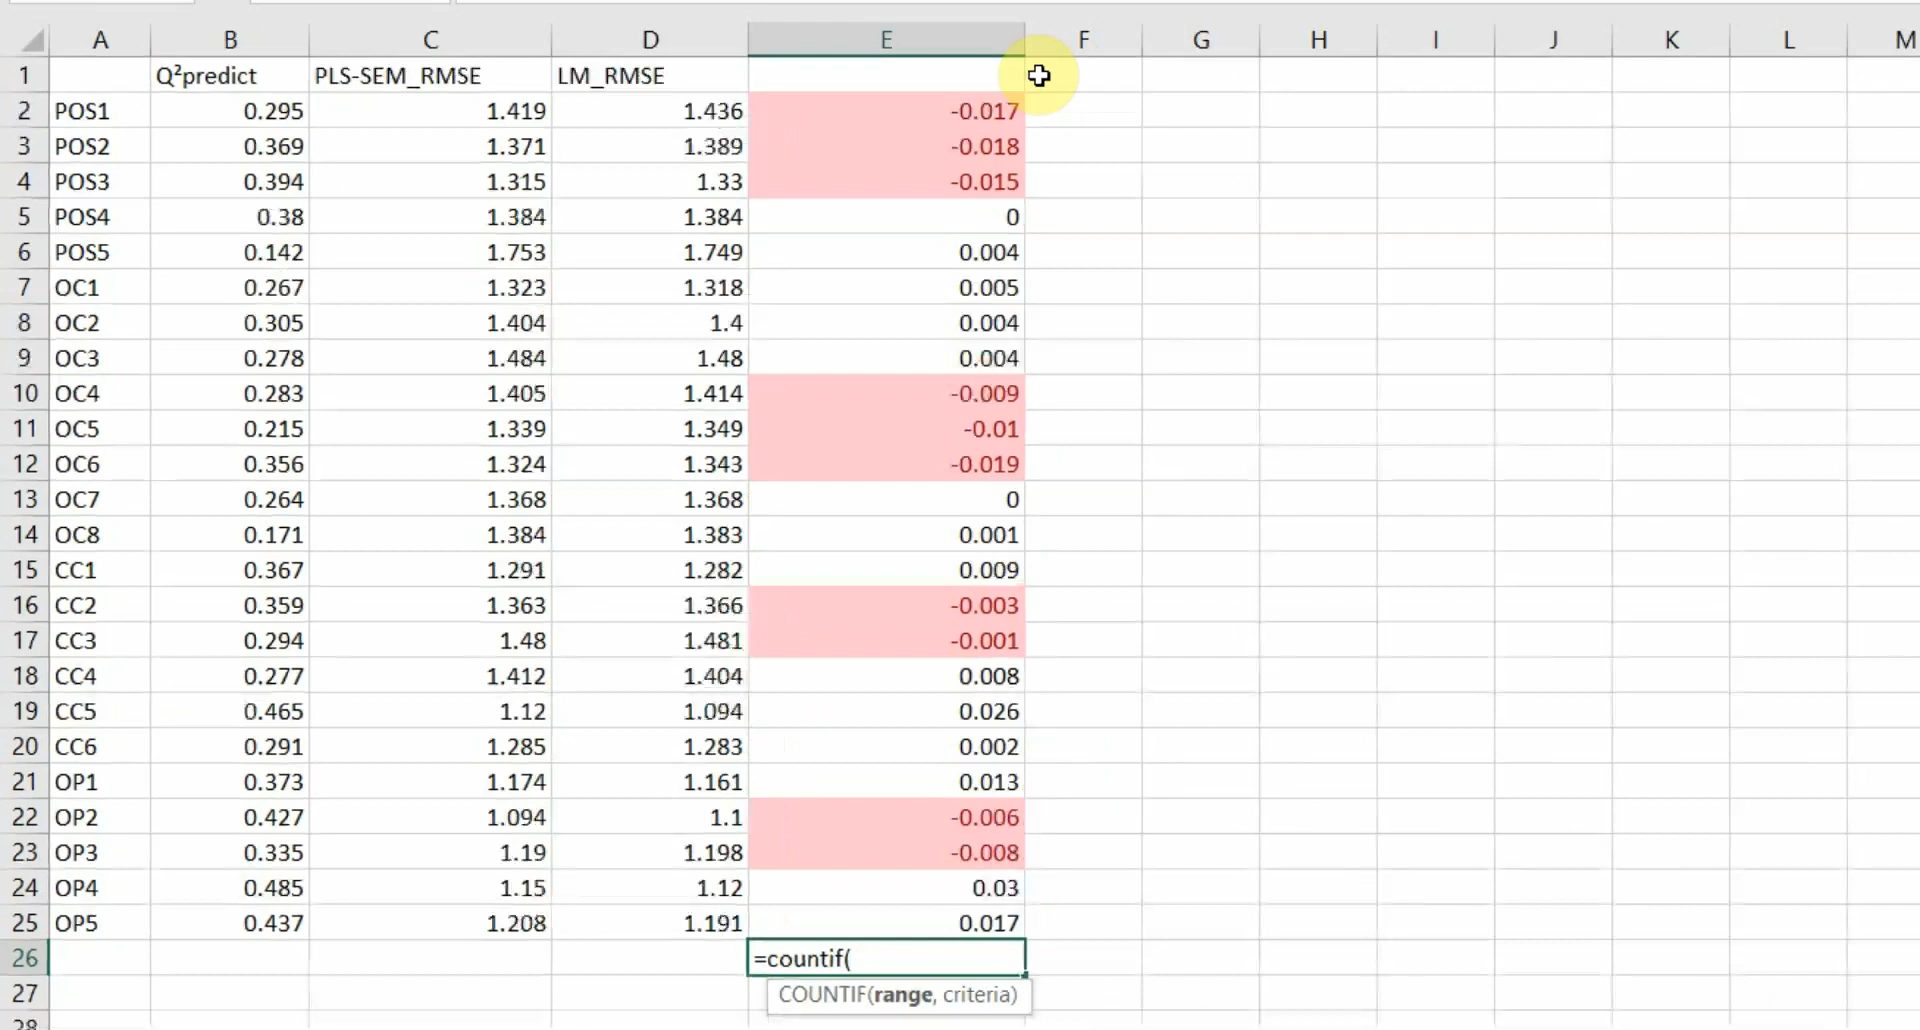 A B C D E F G H I J K L M
1 Q²predict PLS-SEM_RMSE LM_RMSE
2 POS1 0.295 1.419 1.436 -0.017
3 POS2 0.369 1.371 1.389 -0.018
4 POS3 0.394 1.315 1.33 -0.015
5 POS4 0.38 1.384 1.384 0
6 POS5 0.142 1.753 1.749 0.004
7 OC1 0.267 1.323 1.318 0.005
8 OC2 0.305 1.404 1.4 0.004
9 OC3 0.278 1.484 1.48 0.004
10 OC4 0.283 1.405 1.414 -0.009
11 OC5 0.215 1.339 1.349 -0.01
12 OC6 0.356 1.324 1.343 -0.019
13 OC7 0.264 1.368 1.368 0
14 OC8 0.171 1.384 1.383 0.001
15 CC1 0.367 1.291 1.282 0.009
16 CC2 0.359 1.363 1.366 -0.003
17 CC3 0.294 1.48 1.481 -0.001
18 CC4 0.277 1.412 1.404 0.008
19 CC5 0.465 1.12 1.094 0.026
20 CC6 0.291 1.285 1.283 0.002
21 OP1 0.373 1.174 1.161 0.013
22 OP2 0.427 1.094 1.1 -0.006
23 OP3 0.335 1.19 1.198 -0.008
24 OP4 0.485 1.15 1.12 0.03
25 OP5 0.437 1.208 1.191 0.017
26 =countif(
27 COUNTIF(range, criteria)
28